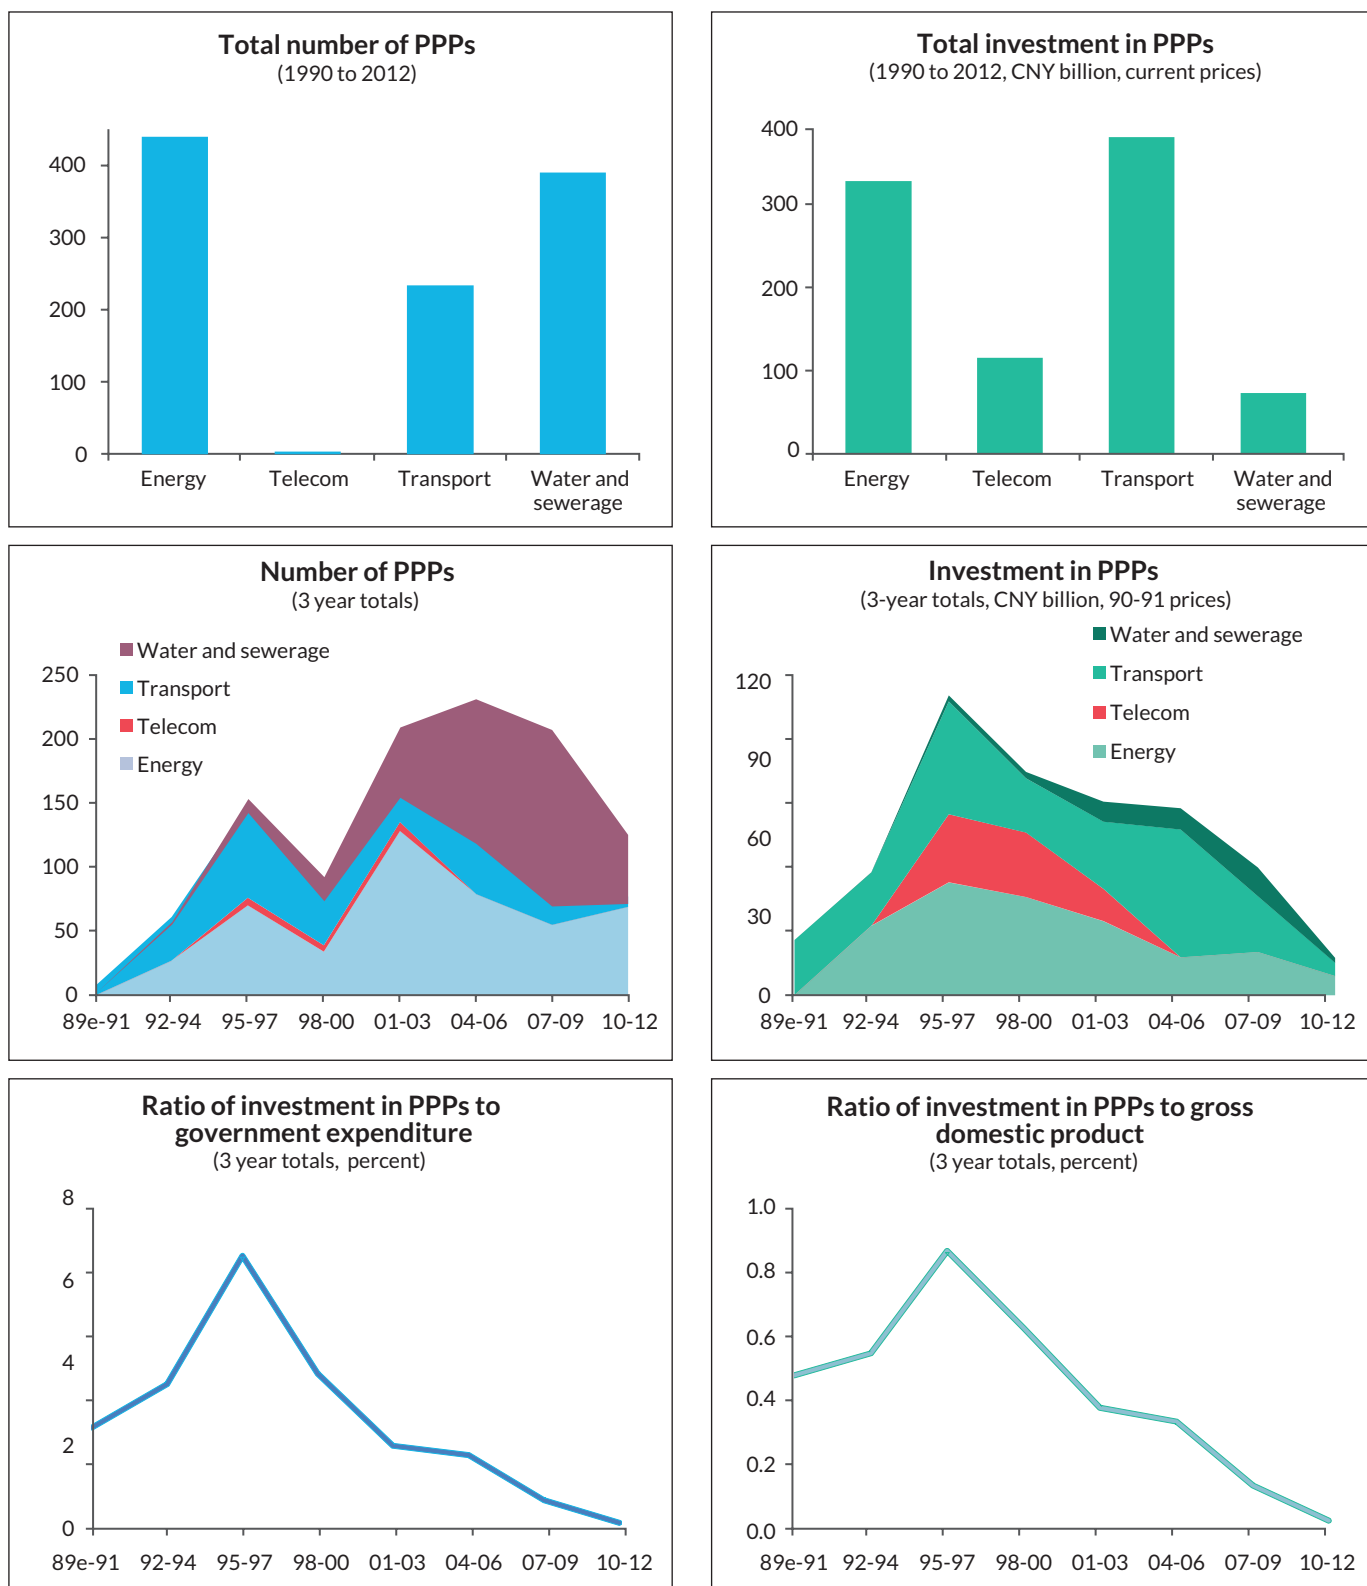 Total number of PPPs
(1990 to 2012)
400
300
200
100
0
Energy
Telecom
Transport
Water and
sewerage
Total investment in PPPs
(1990 to 2012, CNY billion, current prices)
400
300
200
100
0
Energy
Telecom
Transport
Water and
sewerage
Number of PPPs
(3 year totals)
Water and sewerage
Transport
Telecom
Energy
250
200
150
100
50
0
89e-91 92-94 95-97 98-00 01-03 04-06 07-09 10-12
Investment in PPPs
(3-year totals, CNY billion, 90-91 prices)
Water and sewerage
Transport
Telecom
Energy
120
90
60
30
0
89e-91 92-94 95-97 98-00 01-03 04-06 07-09 10-12
Ratio of investment in PPPs to
government expenditure
(3 year totals, percent)
8
6
4
2
0
89e-91 92-94 95-97 98-00 01-03 04-06 07-09 10-12
Ratio of investment in PPPs to gross
domestic product
(3 year totals, percent)
1.0
0.8
0.6
0.4
0.2
0.0
89e-91 92-94 95-97 98-00 01-03 04-06 07-09 10-12